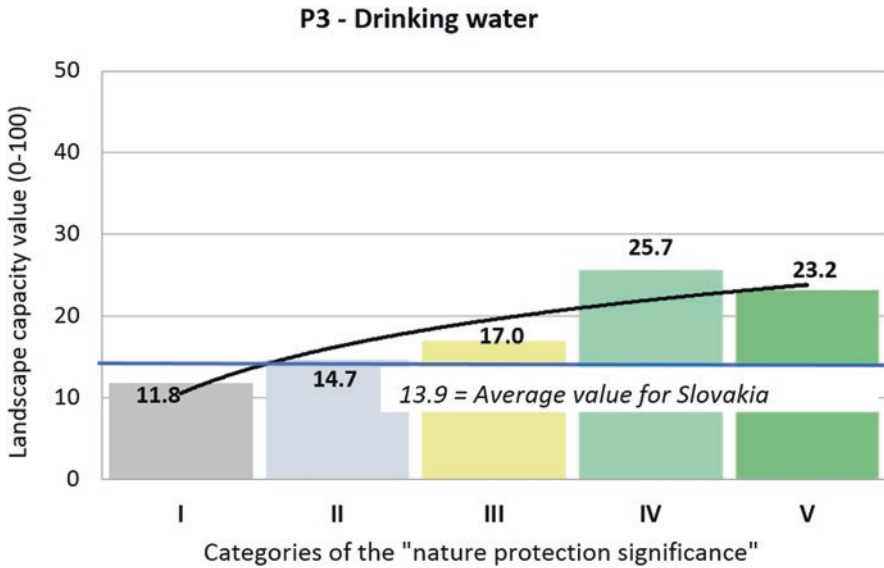 P3 - Drinking water
Landscape capacity value (0-100)
50
40
30
20
10
0
11.8
14.7
17.0
25.7
23.2
13.9 = Average value for Slovakia
I
II
III
IV
V
Categories of the "nature protection significance"